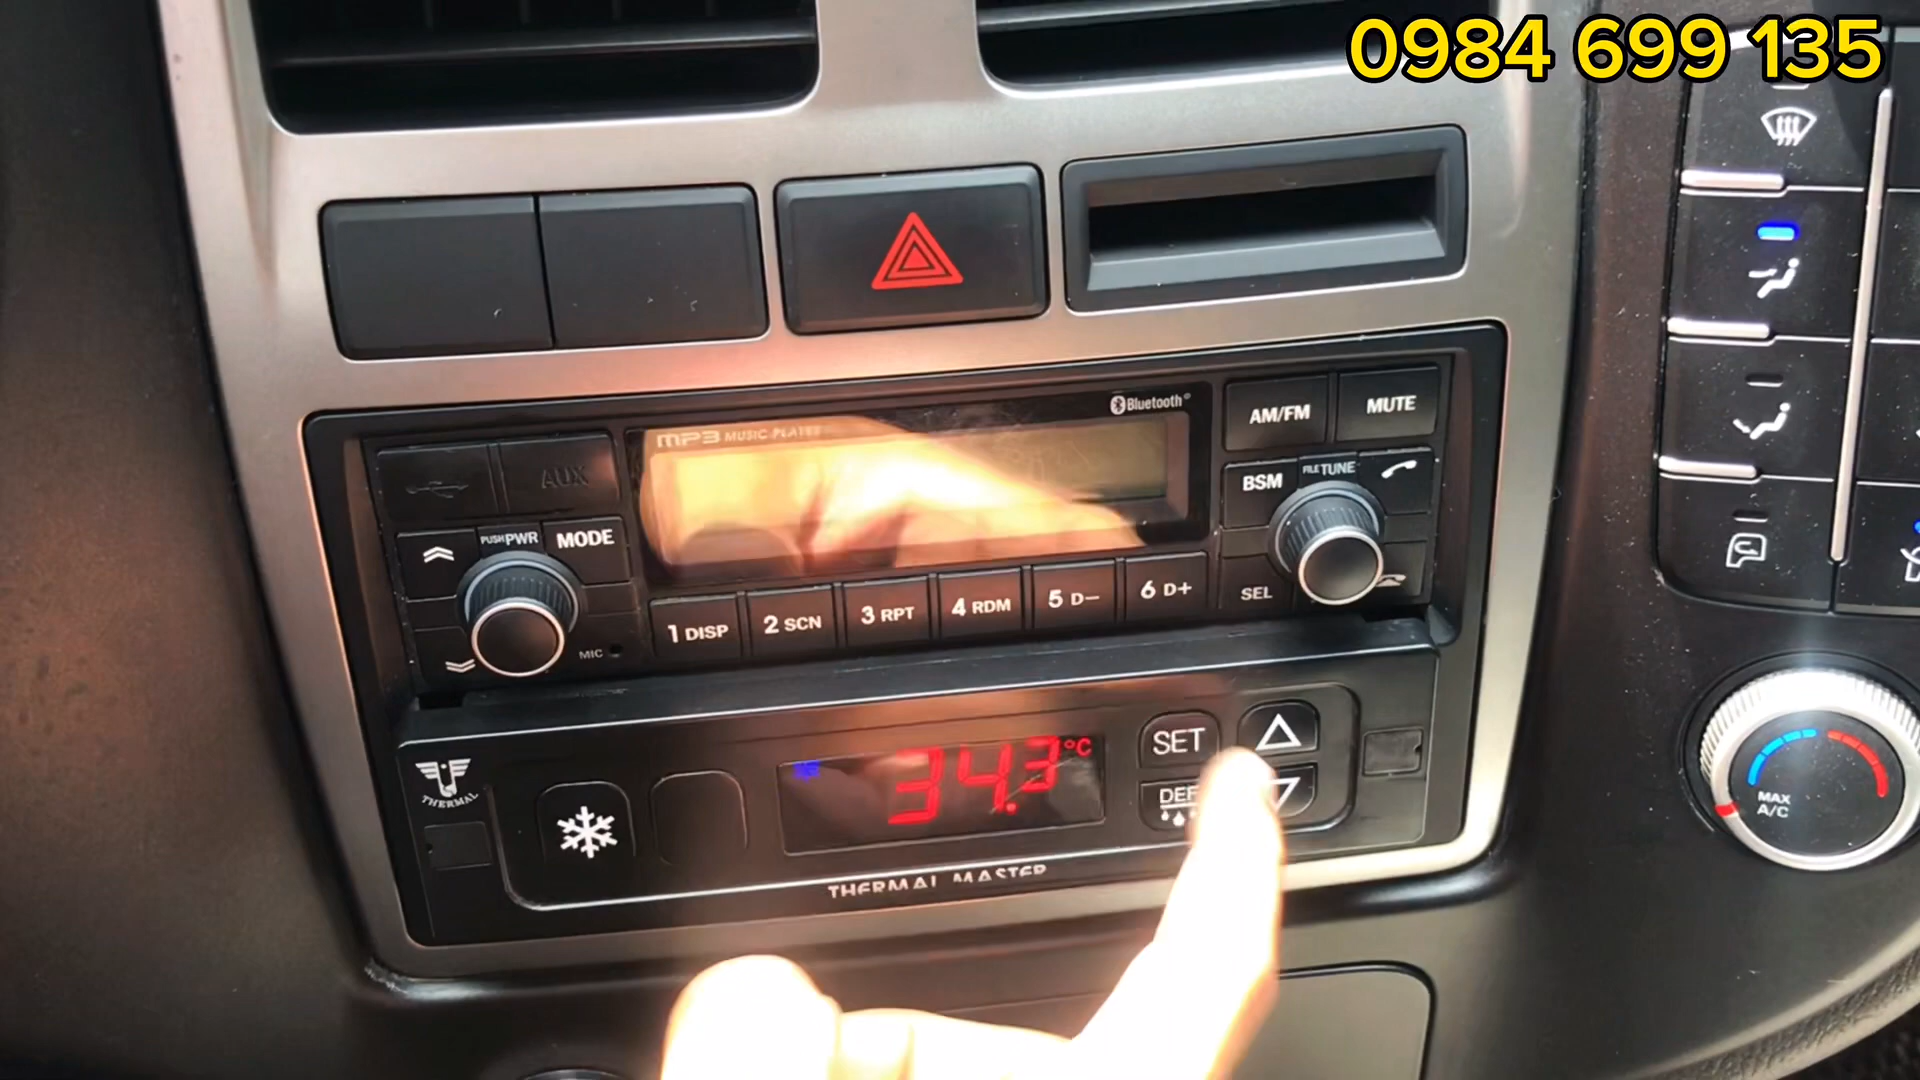 0984 699 135
Bluetooth
MP3 MUSIC PLAYER
AM/FM
MUTE
AUX
BSM
FILE TUNE
PUSH PWR
MODE
1 DISP
2 SCN
3 RPT
4 RDM
5 D−
6 D+
SEL
MIC
THERMAL
34.3 °C
SET
DEF
THERMAL MASTER
MAX
A/C